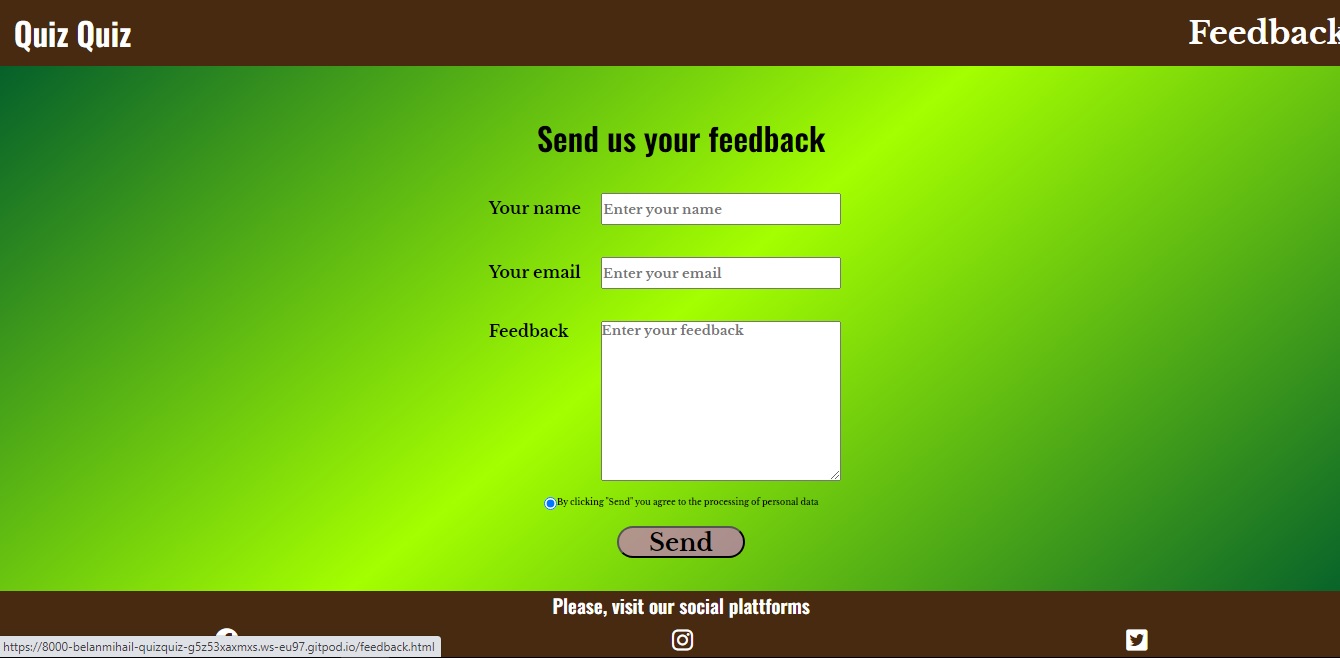 Quiz Quiz
Feedback
Send us your feedback
Your name
Enter your name
Your email
Enter your email
Feedback
Enter your feedback
By clicking "Send" you agree to the processing of personal data
Send
Please, visit our social plattforms
https://8000-belanmihail-quizquiz-g5z53xaxmxs.ws-eu97.gitpod.io/feedback.html